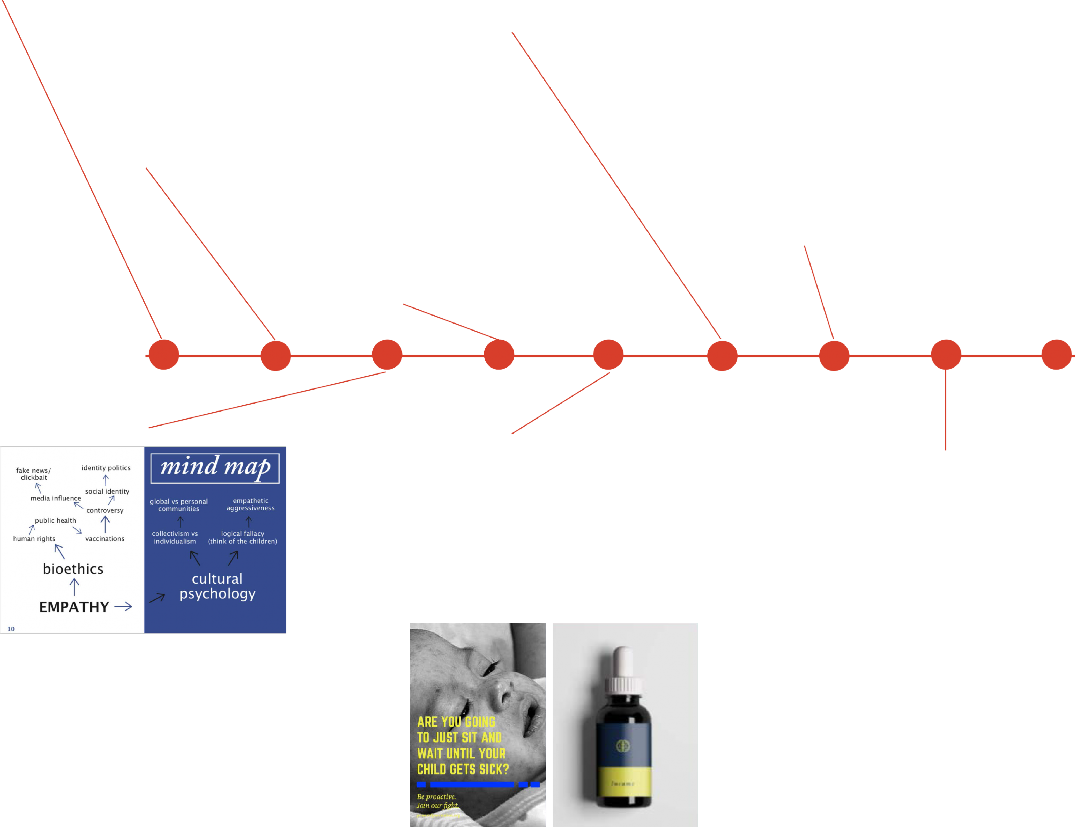 mind map
fake news/
clickbait
identity politics
media influence
social identity
controversy
public health
human rights
vaccinations
bioethics
EMPATHY
10
global vs personal
communities
empathetic
aggressiveness
collectivism vs
individualism
logical fallacy
(think of the children)
cultural
psychology
ARE YOU GOING
TO JUST SIT AND
WAIT UNTIL YOUR
CHILD GETS SICK?
Be proactive.
Join our fight.